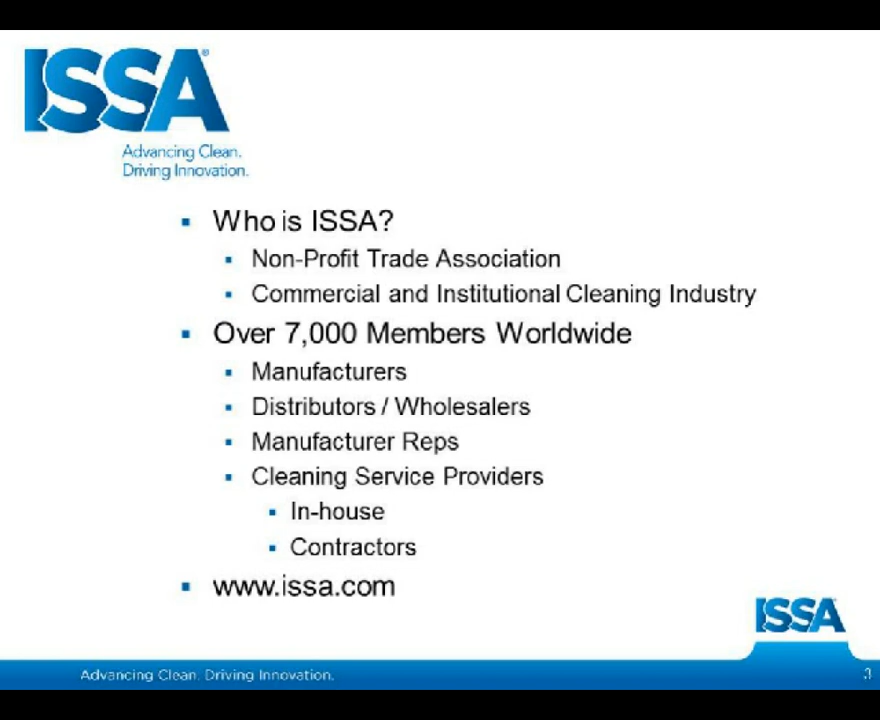 ISSA®
Advancing Clean.
Driving Innovation.
Who is ISSA?
Non-Profit Trade Association
Commercial and Institutional Cleaning Industry
Over 7,000 Members Worldwide
Manufacturers
Distributors / Wholesalers
Manufacturer Reps
Cleaning Service Providers
In-house
Contractors
www.issa.com
ISSA
Advancing Clean. Driving Innovation.
3